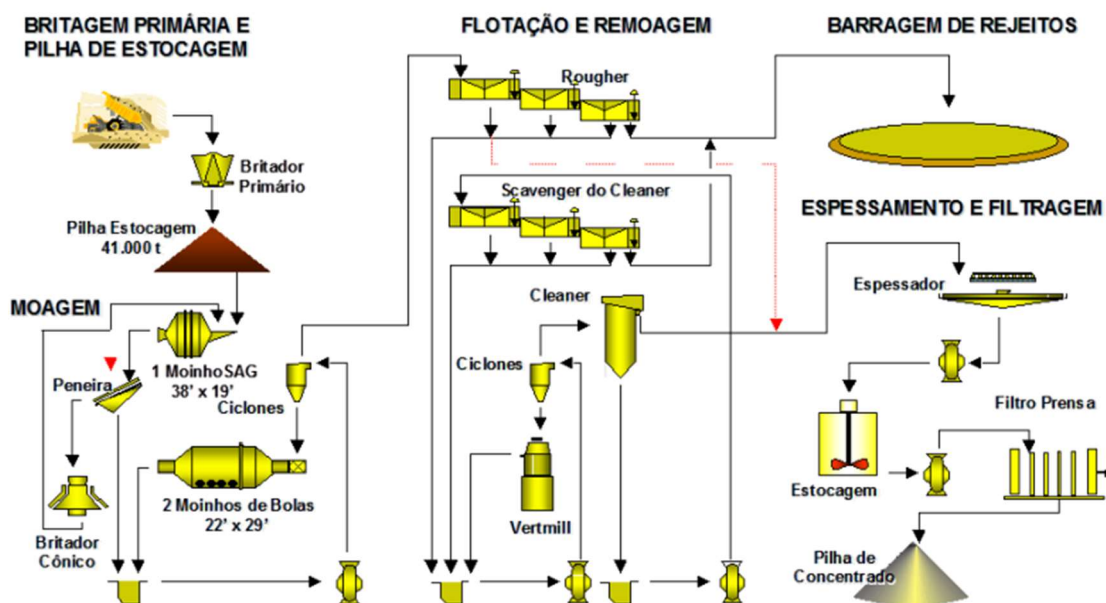 BRITAGEM PRIMÁRIA E
PILHA DE ESTOCAGEM
Britador
Primário
Pilha Estocagem
41.000 t
MOAGEM
1 Moinho SAG
38' x 19'
Peneira
Ciclones
2 Moinhos de Bolas
22' x 29'
Britador
Cônico
FLOTAÇÃO E REMOAGEM
Rougher
Scavenger do Cleaner
Cleaner
Ciclones
Vertmill
BARRAGEM DE REJEITOS
ESPESSAMENTO E FILTRAGEM
Espessador
Filtro Prensa
Estocagem
Pilha de
Concentrado